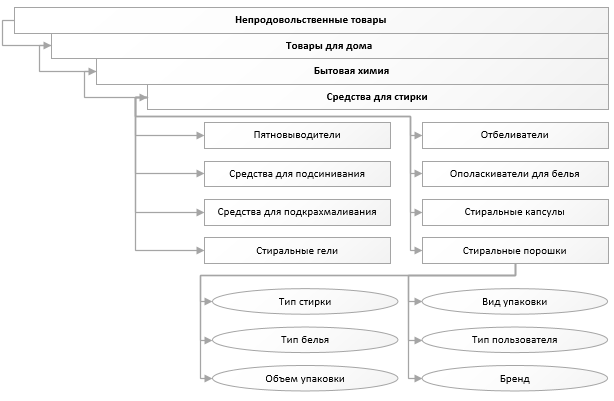 Непродовольственные товары
Товары для дома
Бытовая химия
Средства для стирки
Пятновыводители
Отбеливатели
Средства для подсинивания
Ополаскиватели для белья
Средства для подкрахмаливания
Стиральные капсулы
Стиральные гели
Стиральные порошки
Тип стирки
Вид упаковки
Тип белья
Тип пользователя
Объем упаковки
Бренд